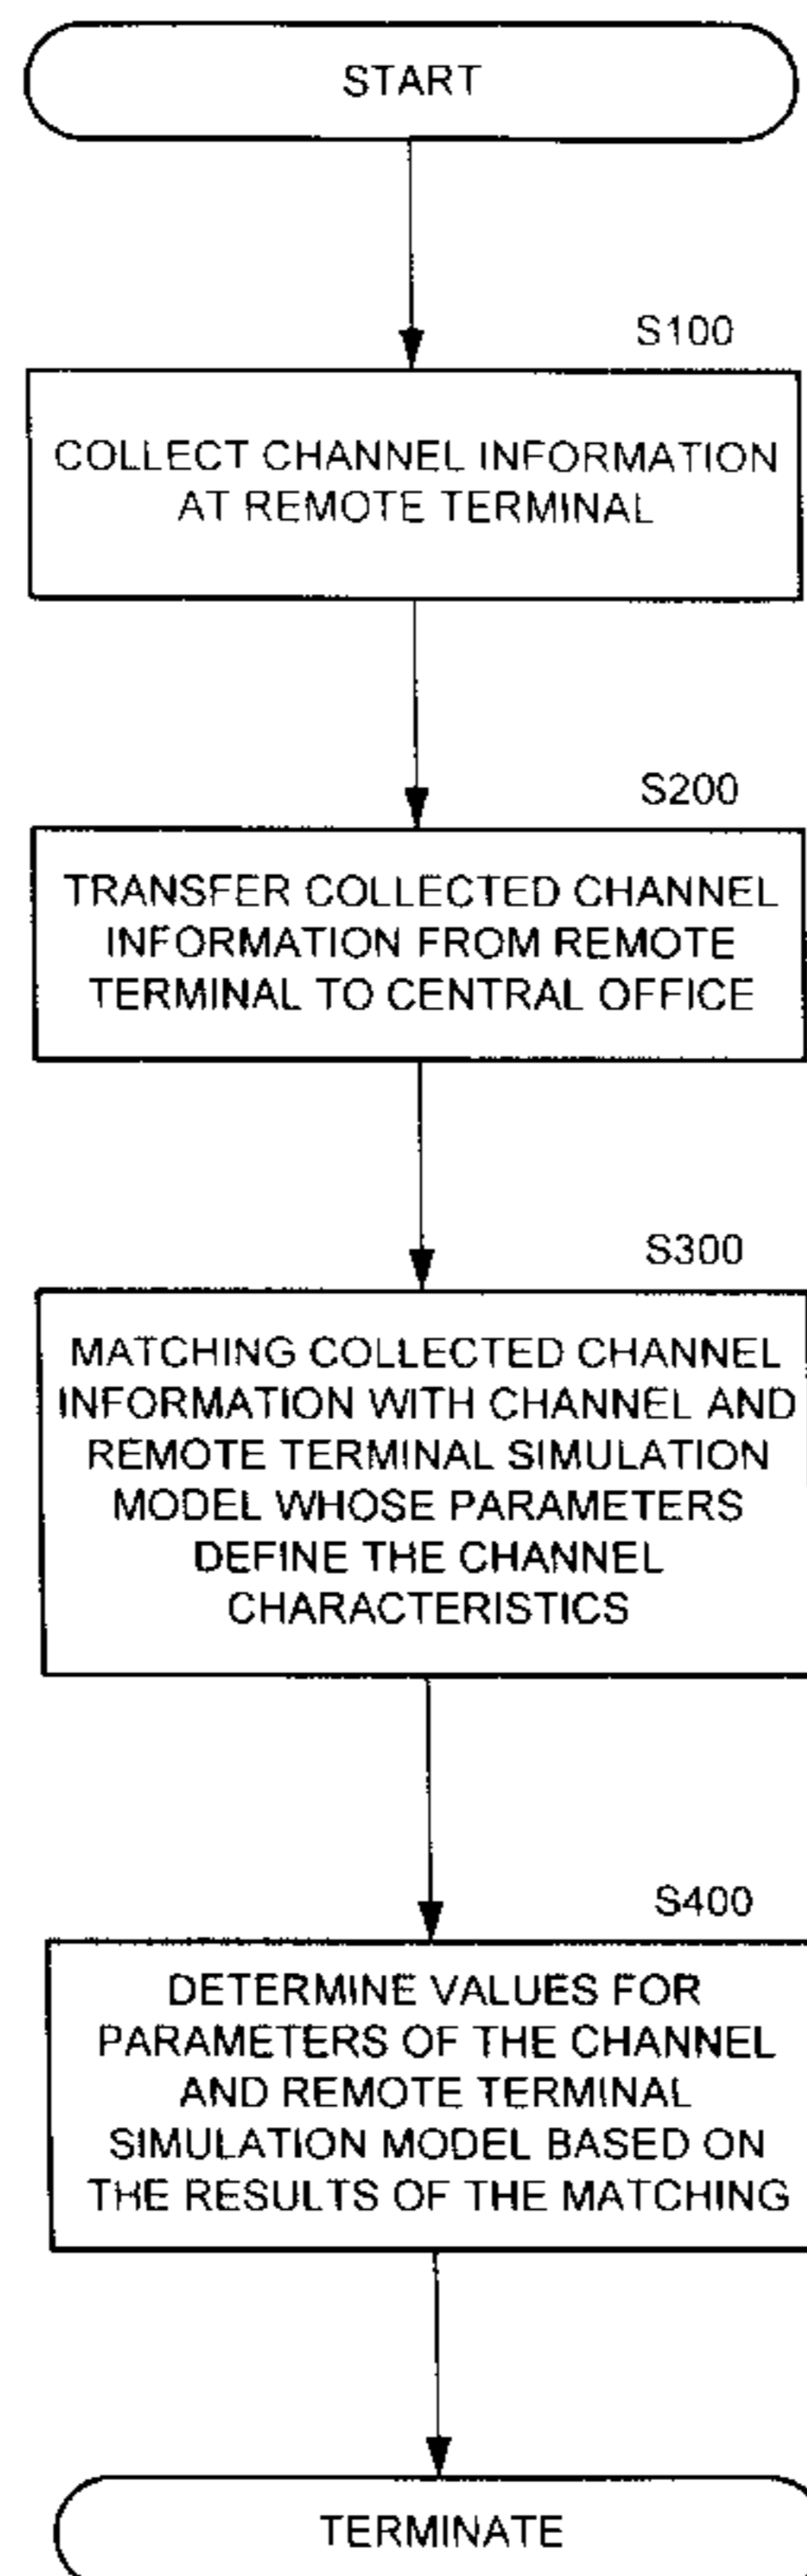 START
S100
COLLECT CHANNEL INFORMATION
AT REMOTE TERMINAL
S200
TRANSFER COLLECTED CHANNEL
INFORMATION FROM REMOTE
TERMINAL TO CENTRAL OFFICE
S300
MATCHING COLLECTED CHANNEL
INFORMATION WITH CHANNEL AND
REMOTE TERMINAL SIMULATION
MODEL WHOSE PARAMETERS
DEFINE THE CHANNEL
CHARACTERISTICS
S400
DETERMINE VALUES FOR
PARAMETERS OF THE CHANNEL
AND REMOTE TERMINAL
SIMULATION MODEL BASED ON
THE RESULTS OF THE MATCHING
TERMINATE